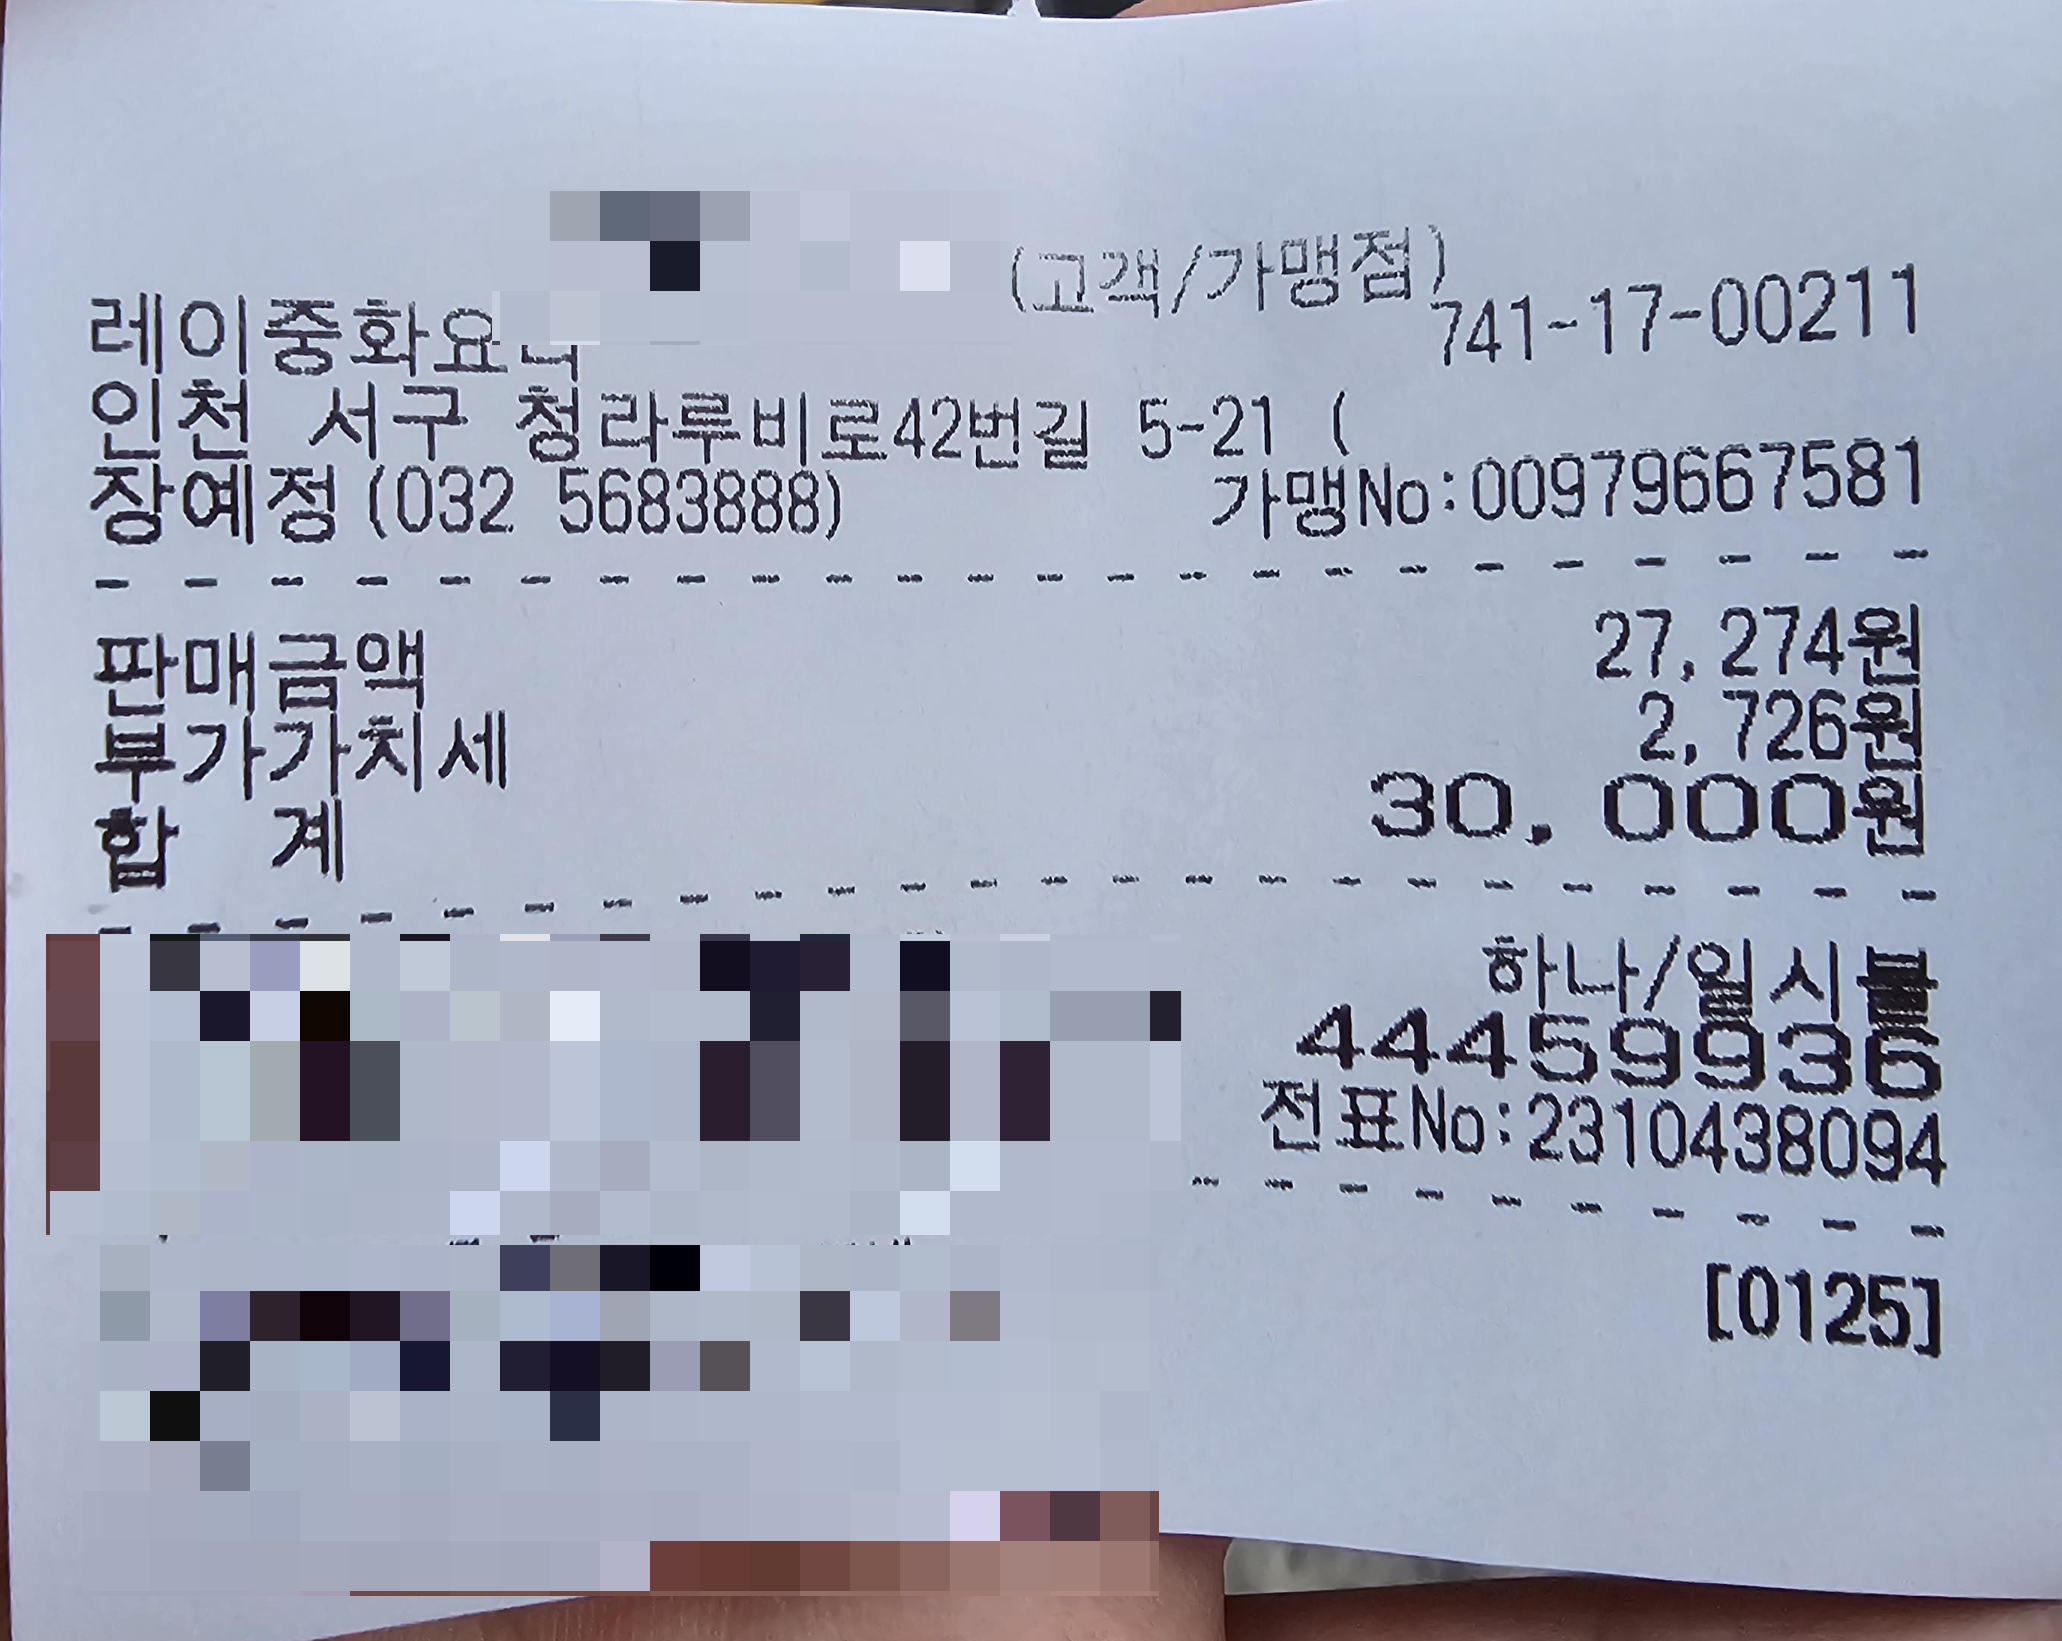 (고객/가맹점)
레이중화요 741-17-00211
인천 서구 청라루비로42번길 5-21 (
장예정(032 5683888) 가맹No:00979667581
판매금액 27,274원
부가가치세 2,726원
합 계 30,000원
하나/일시불
44459936
전표No:2310438094
[0125]